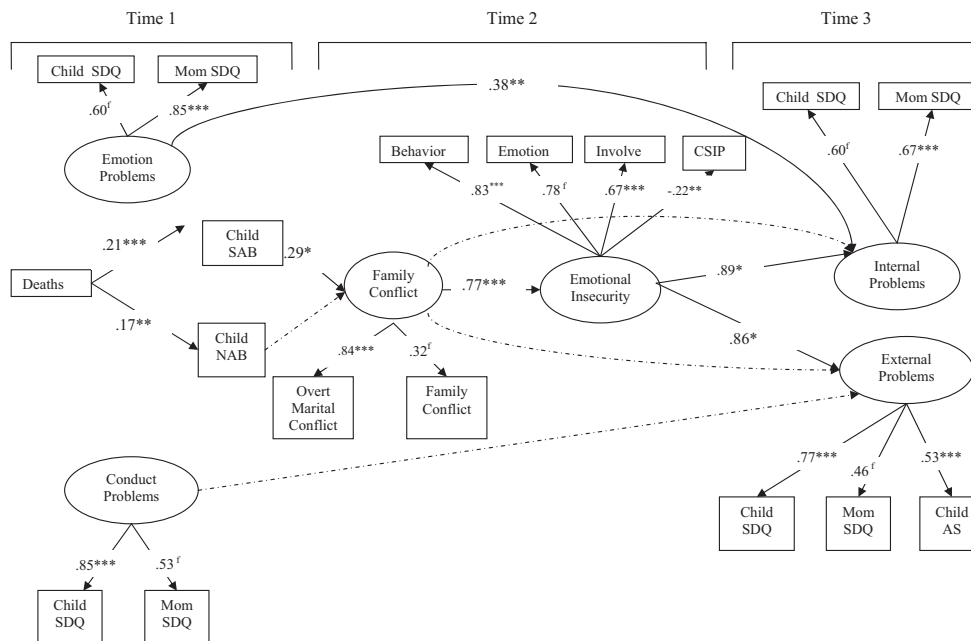 Time 1
Time 2
Time 3
Child SDQ
Mom SDQ
.60f
.85***
Emotion
Problems
.38**
Child SDQ
Mom SDQ
.60f
.67***
Behavior
Emotion
Involve
CSIP
.83***
.78f
.67***
-.22**
.21***
Child
SAB
.29*
Deaths
Family
Conflict
.77***
Emotional
Insecurity
.89*
Internal
Problems
.17**
Child
NAB
.86*
.84***
.32f
External
Problems
Overt
Marital
Conflict
Family
Conflict
Conduct
Problems
.77***
.46f
.53***
Child
SDQ
Mom
SDQ
Child
AS
.85***
.53f
Child
SDQ
Mom
SDQ